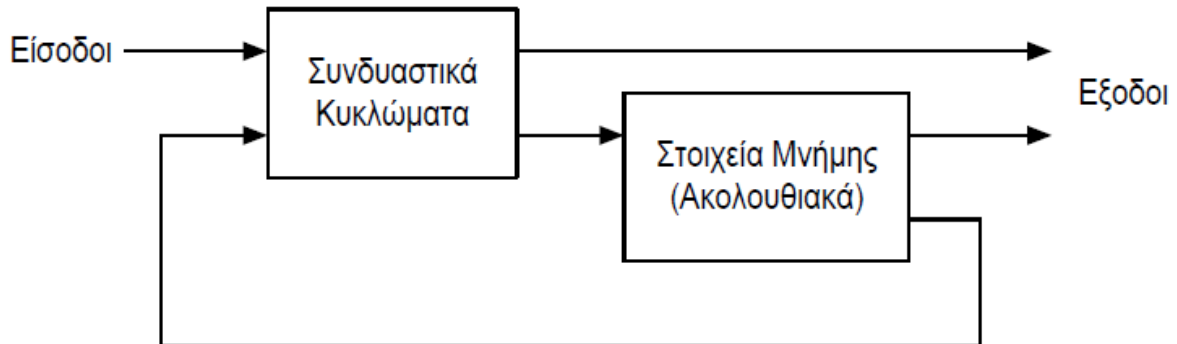 Είσοδοι
Συνδυαστικά
Κυκλώματα
Στοιχεία Μνήμης
(Ακολουθιακά)
Εξοδοι